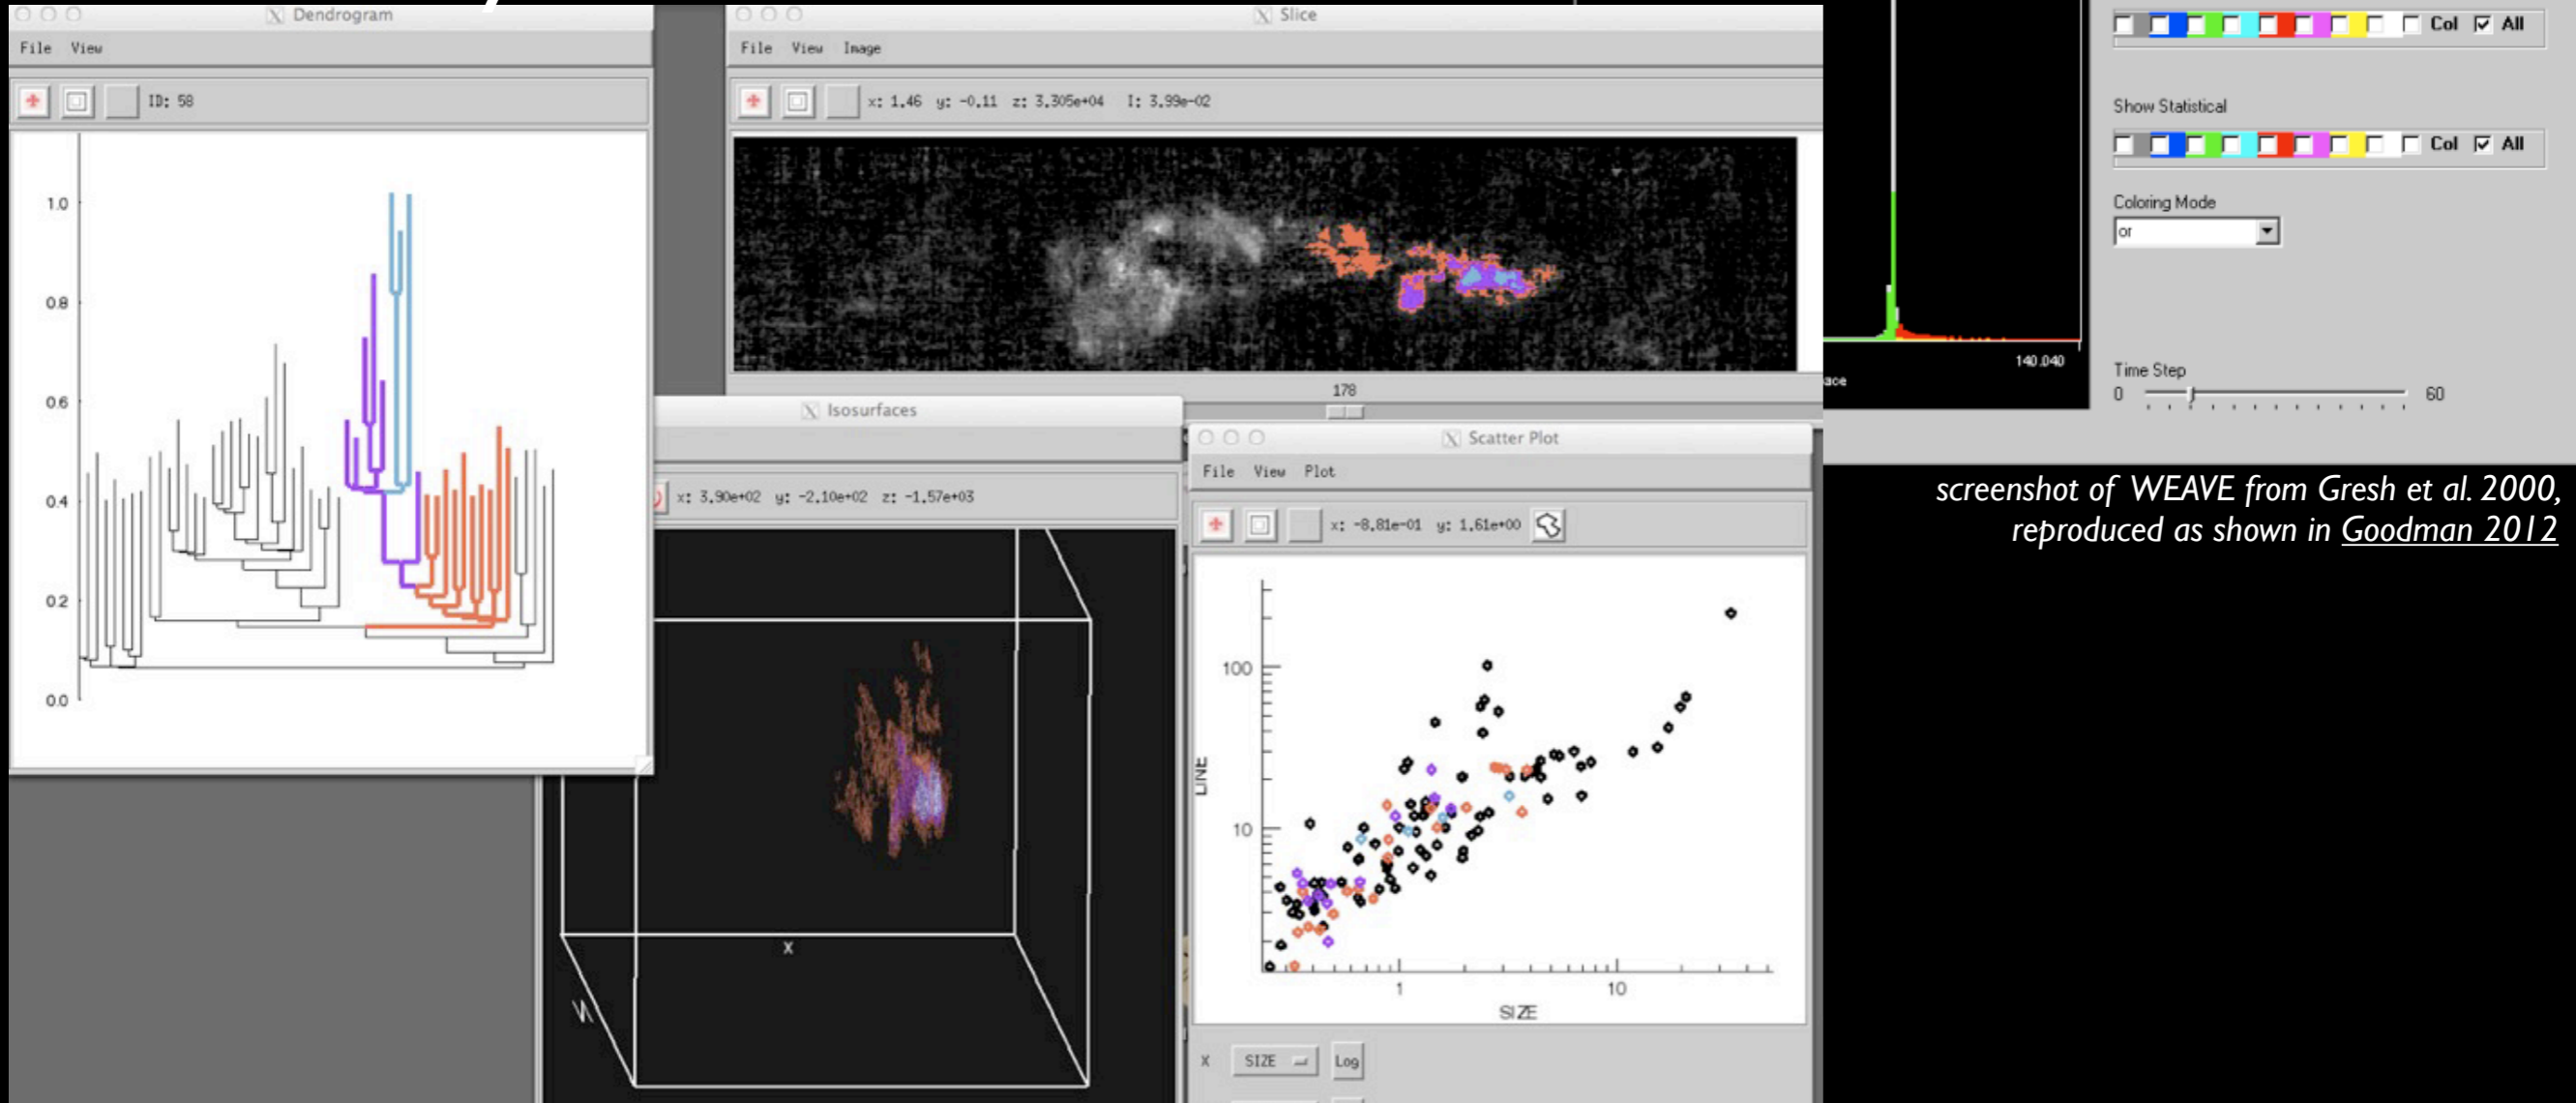 Dendrogram
File View
ID: 58
1.0
0.8
0.6
0.4
0.2
0.0
Slice
File View Image
x: 1.46 y: -0.11 z: 3.305e+04 I: 3.99e-02
178
Isosurfaces
x: 3.90e+02 y: -2.10e+02 z: -1.57e+03
X
Scatter Plot
File View Plot
x: -8.81e-01 y: 1.61e+00
100
10
1 10
SIZE
X SIZE Log
140.040
Col All
Show Statistical
Col All
Coloring Mode
or
Time Step
0 60
screenshot of WEAVE from Gresh et al. 2000,
reproduced as shown in Goodman 2012